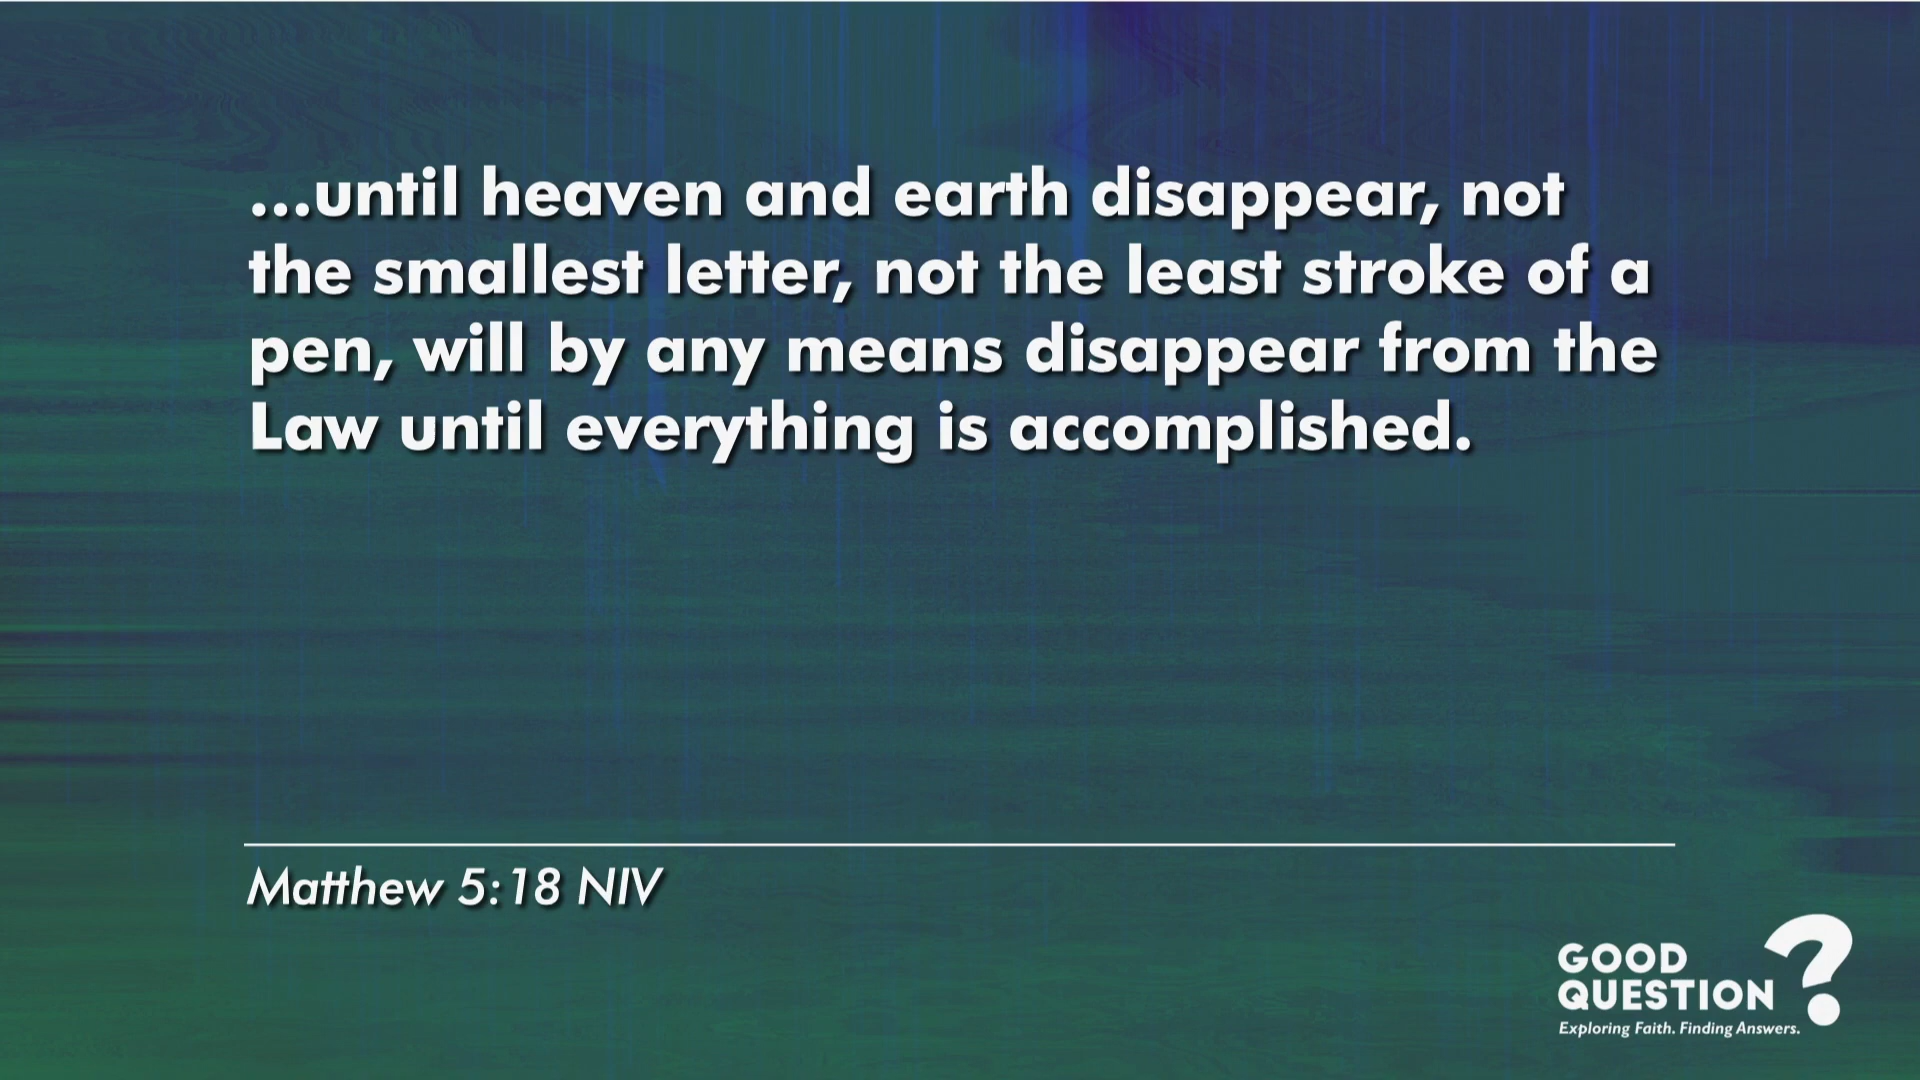 ...until heaven and earth disappear, not
the smallest letter, not the least stroke of a
pen, will by any means disappear from the
Law until everything is accomplished.
Matthew 5:18 NIV
GOOD
QUESTION?
Exploring Faith. Finding Answers.